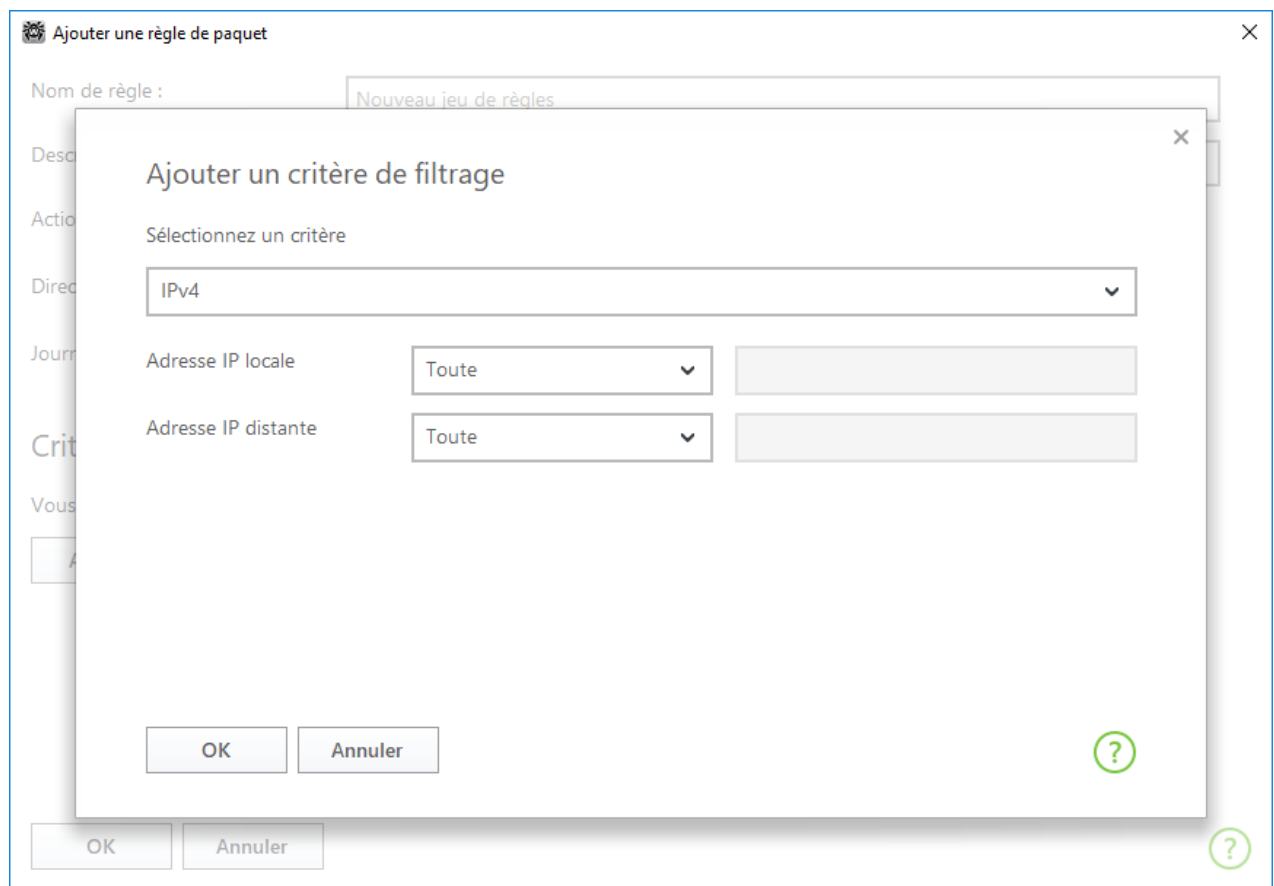 Ajouter une règle de paquet
Nom de règle :
Nouveau jeu de règles
Ajouter un critère de filtrage
Sélectionnez un critère
IPv4
Adresse IP locale
Toute
Adresse IP distante
Toute
Vous
OK
Annuler
?
OK
Annuler
?